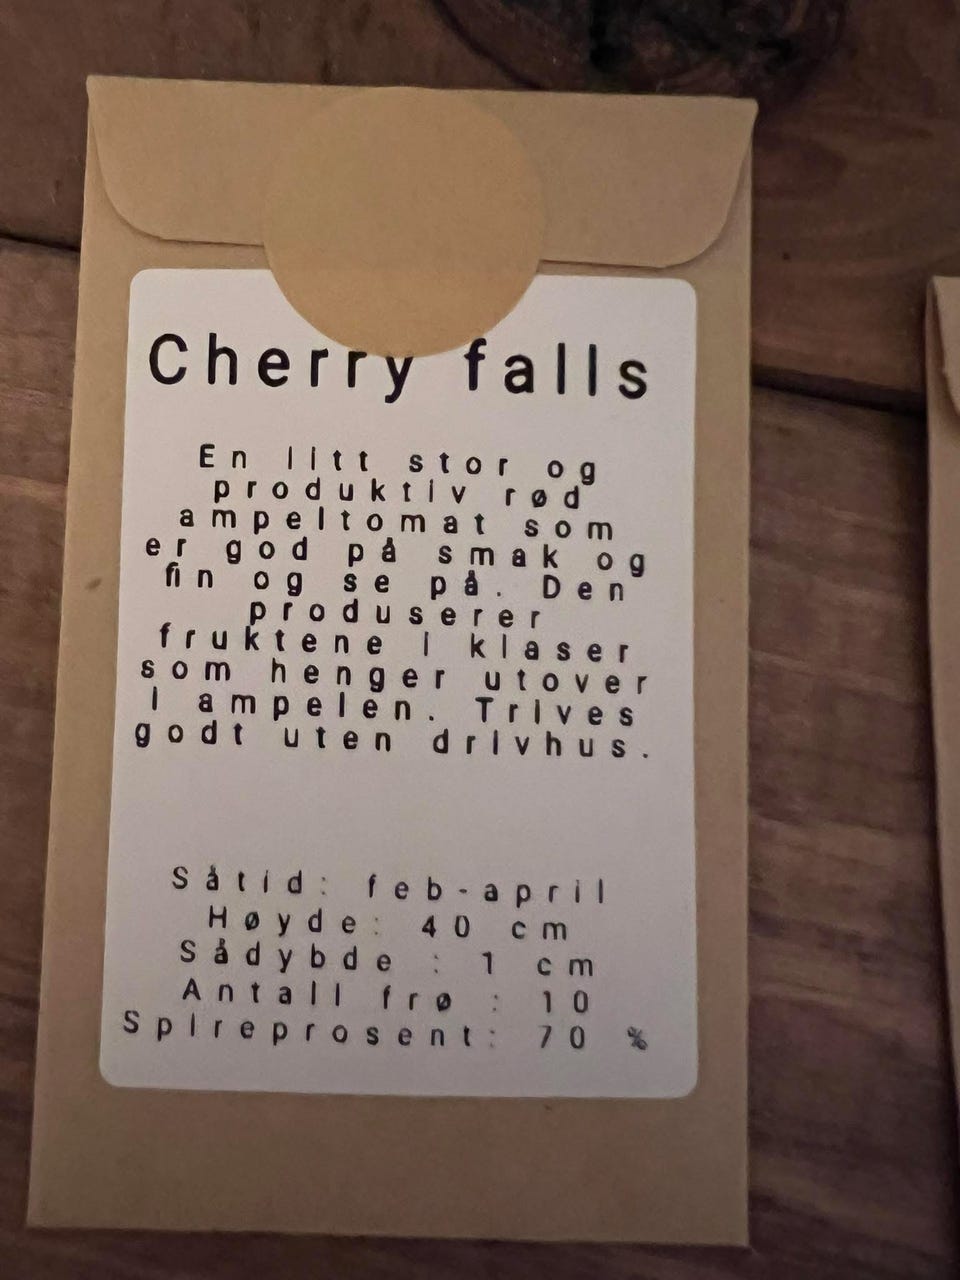 Cherry falls
En litt stor og
produktiv rød
ampeltomat som
er god på smak og
fin og se på. Den
produserer
fruktene i klaser
som henger utover
i ampelen. Trives
godt uten drivhus.
Såtid: feb-april
Høyde: 40 cm
Sådybde : 1 cm
Antall frø : 10
Spireprosent: 70 %